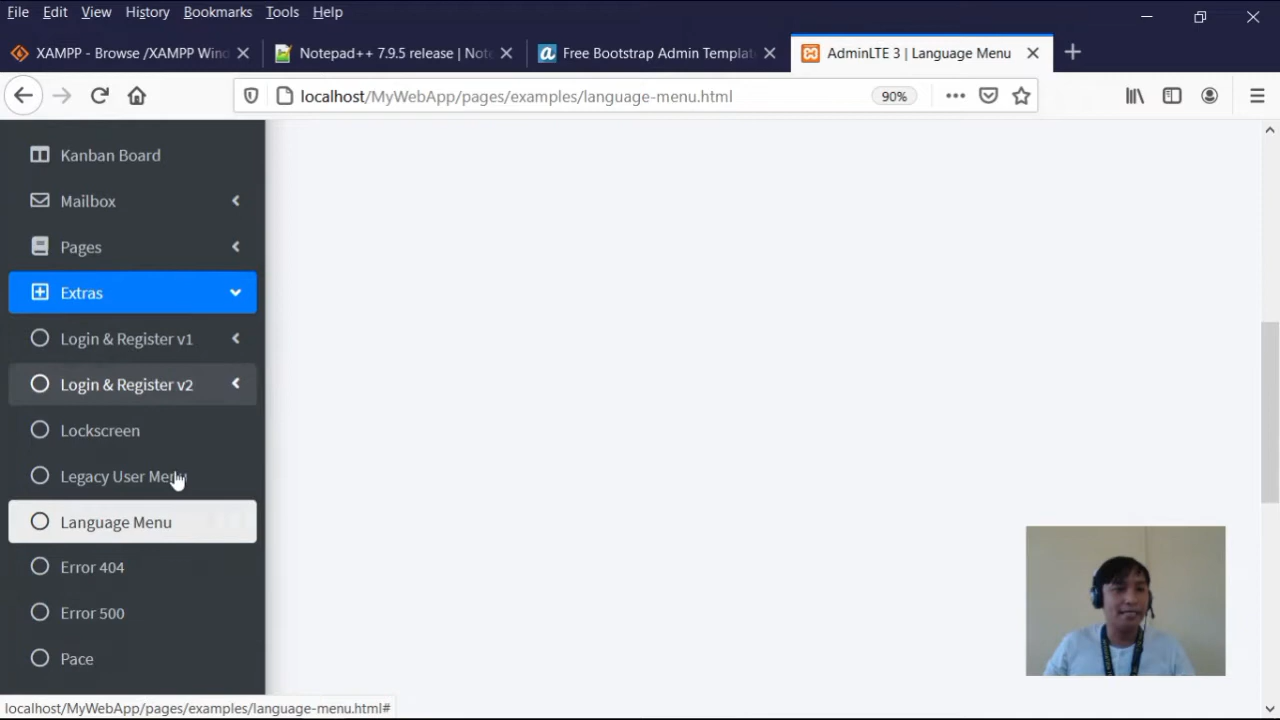 File Edit View History Bookmarks Tools Help
XAMPP - Browse /XAMPP Wind
Notepad++ 7.9.5 release | Note
Free Bootstrap Admin Templat
AdminLTE 3 | Language Menu
localhost/MyWebApp/pages/examples/language-menu.html 90%
Kanban Board
Mailbox
Pages
Extras
Login & Register v1
Login & Register v2
Lockscreen
Legacy User Menu
Language Menu
Error 404
Error 500
Pace
localhost/MyWebApp/pages/examples/language-menu.html#